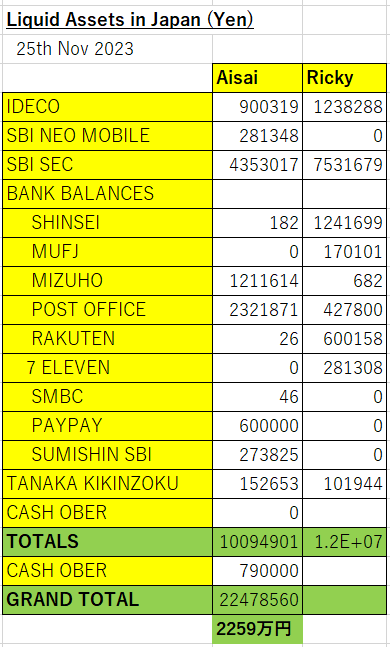 Liquid Assets in Japan (Yen)
25th Nov 2023
Aisai Ricky
IDECO 900319 1238288
SBI NEO MOBILE 281348 0
SBI SEC 4353017 7531679
BANK BALANCES
SHINSEI 182 1241699
MUFJ 0 170101
MIZUHO 1211614 682
POST OFFICE 2321871 427800
RAKUTEN 26 600158
7 ELEVEN 0 281308
SMBC 46 0
PAYPAY 600000 0
SUMISHIN SBI 273825 0
TANAKA KIKINZOKU 152653 101944
CASH OBER 0
TOTALS 10094901 1.2E+07
CASH OBER 790000
GRAND TOTAL 22478560
2259万円